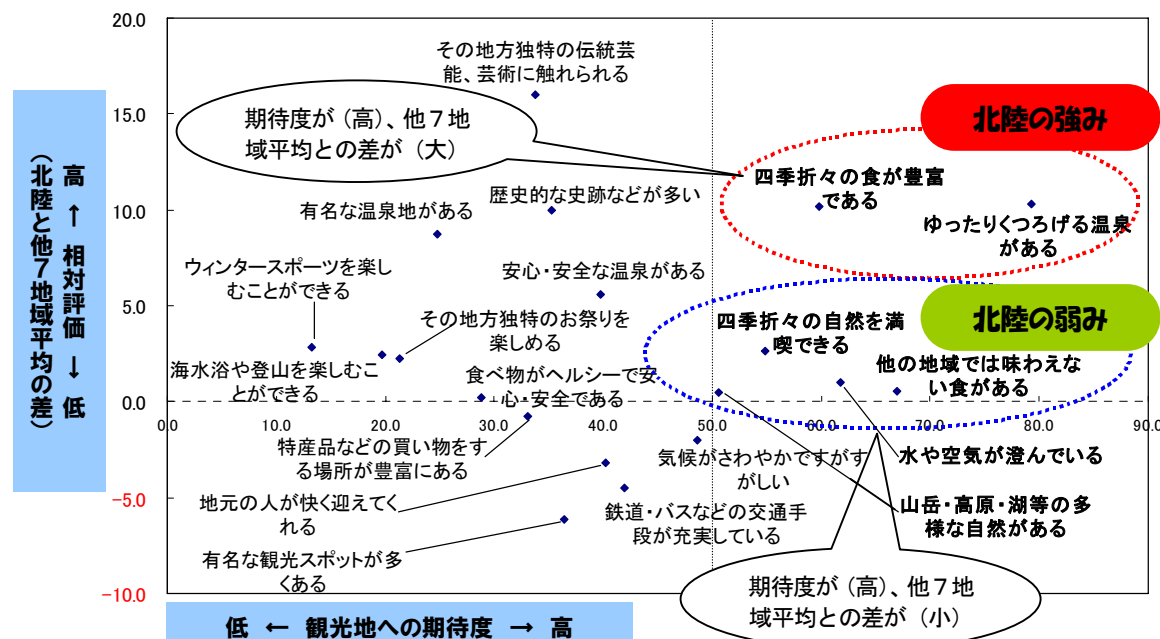 20.0
15.0
10.0
5.0
0.0
-5.0
-10.0
0.0
10.0
20.0
30.0
40.0
50.0
60.0
70.0
80.0
90.0
高 ↑ 相対評価 ↓ 低
（北陸と他７地域平均の差）
低 ← 観光地への期待度 → 高
その地方独特の伝統芸
能、芸術に触れられる
期待度が (高)、他７地
域平均との差が (大)
北陸の強み
四季折々の食が豊富
である
ゆったりくつろげる温泉
がある
歴史的な史跡などが多い
有名な温泉地がある
ウィンタースポーツを楽し
むことができる
安心・安全な温泉がある
その地方独特のお祭りを
楽しめる
北陸の弱み
四季折々の自然を満
喫できる
他の地域では味わえな
い食がある
海水浴や登山を楽しむこ
とができる
食べ物がヘルシーで安
心・安全である
特産品などの買い物をす
る場所が豊富にある
気候がさわやかですがす
がしい
水や空気が澄んでいる
地元の人が快く迎えてく
れる
鉄道・バスなどの交通手
段が充実している
山岳・高原・湖等の多
様な自然がある
有名な観光スポットが多
くある
期待度が (高)、他７地
域平均との差が (小)